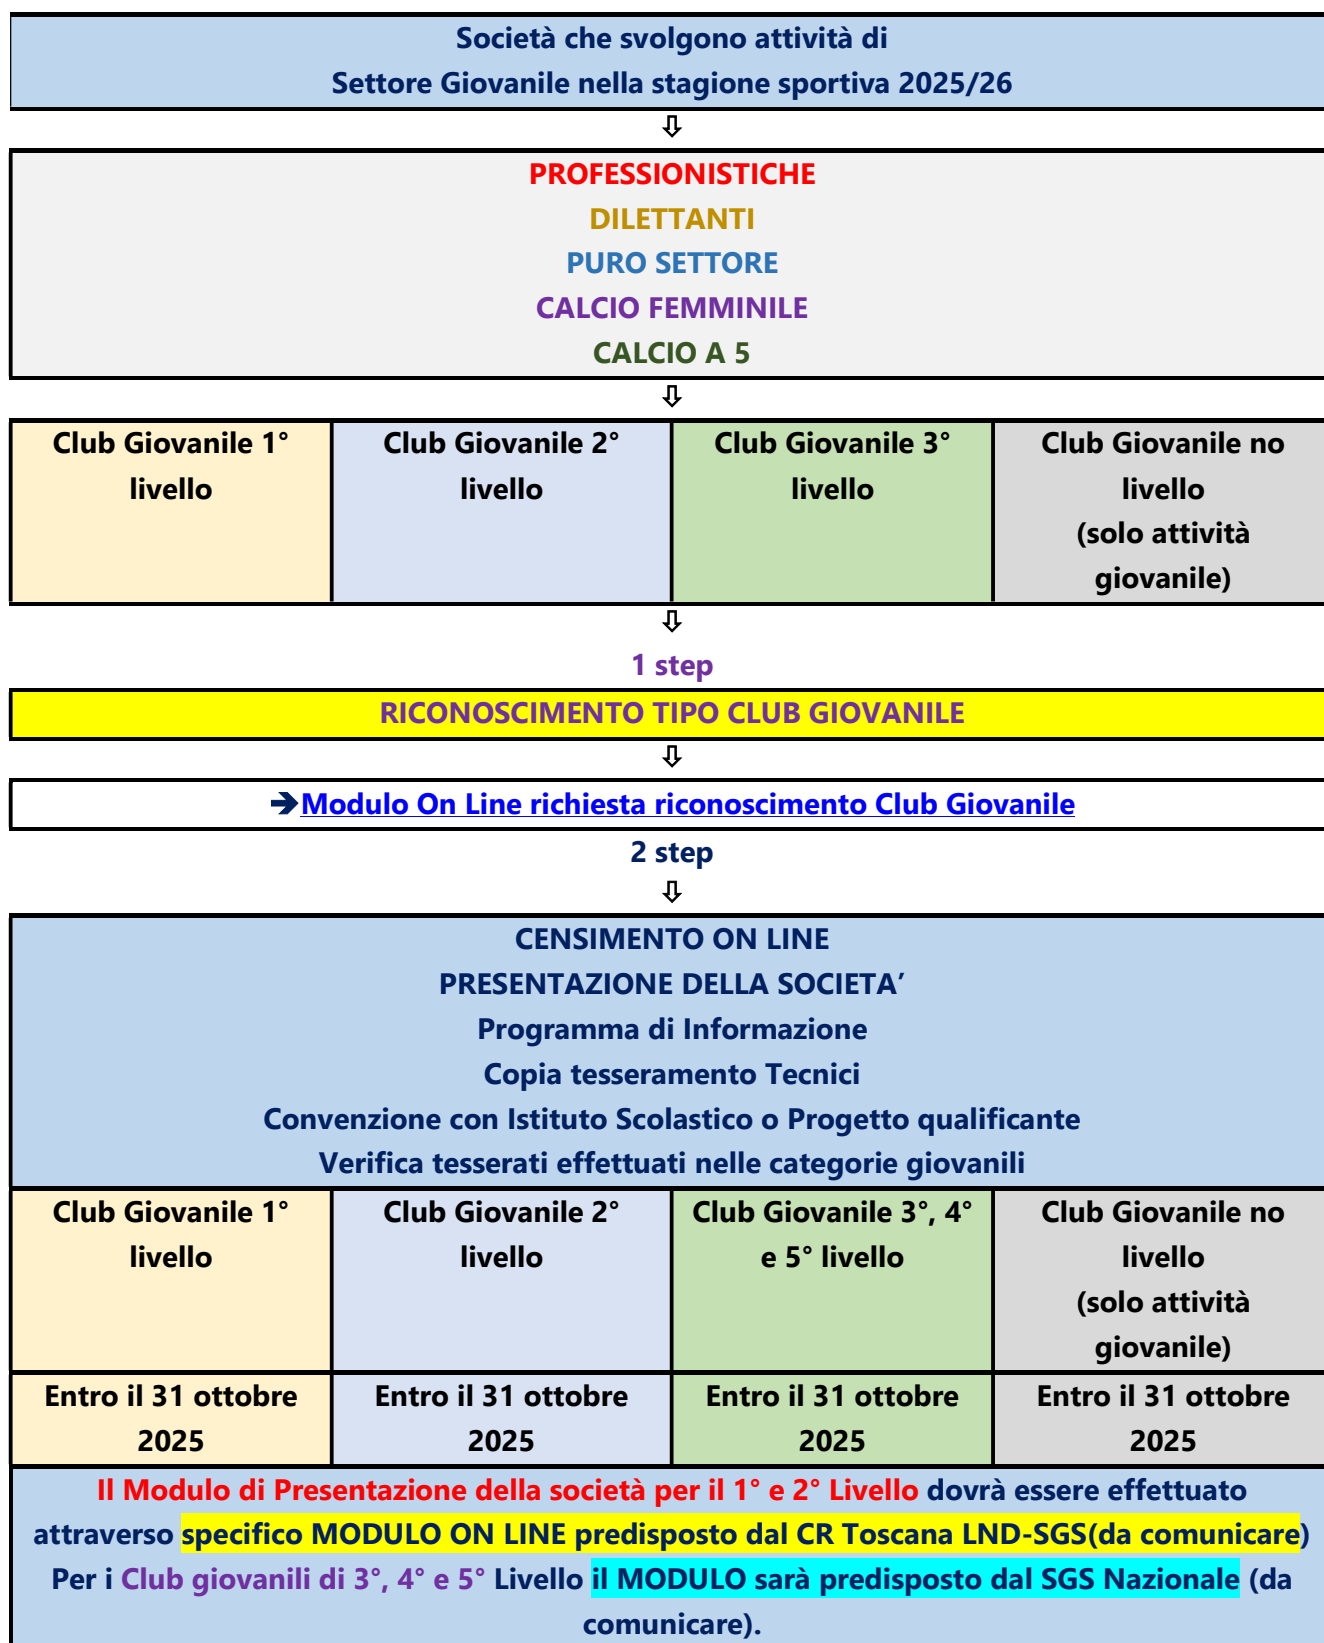 Società che svolgono attività di
Settore Giovanile nella stagione sportiva 2025/26
⇩
PROFESSIONISTICHE
DILETTANTI
PURO SETTORE
CALCIO FEMMINILE
CALCIO A 5
⇩
Club Giovanile 1°
livello
Club Giovanile 2°
livello
Club Giovanile 3°
livello
Club Giovanile no
livello
(solo attività
giovanile)
⇩
1 step
RICONOSCIMENTO TIPO CLUB GIOVANILE
⇩
➔Modulo On Line richiesta riconoscimento Club Giovanile
2 step
⇩
CENSIMENTO ON LINE
PRESENTAZIONE DELLA SOCIETA’
Programma di Informazione
Copia tesseramento Tecnici
Convenzione con Istituto Scolastico o Progetto qualificante
Verifica tesserati effettuati nelle categorie giovanili
Club Giovanile 1°
livello
Club Giovanile 2°
livello
Club Giovanile 3°, 4°
e 5° livello
Club Giovanile no
livello
(solo attività
giovanile)
Entro il 31 ottobre
2025
Entro il 31 ottobre
2025
Entro il 31 ottobre
2025
Entro il 31 ottobre
2025
Il Modulo di Presentazione della società per il 1° e 2° Livello dovrà essere effettuato
attraverso specifico MODULO ON LINE predisposto dal CR Toscana LND-SGS(da comunicare)
Per i Club giovanili di 3°, 4° e 5° Livello il MODULO sarà predisposto dal SGS Nazionale (da
comunicare).